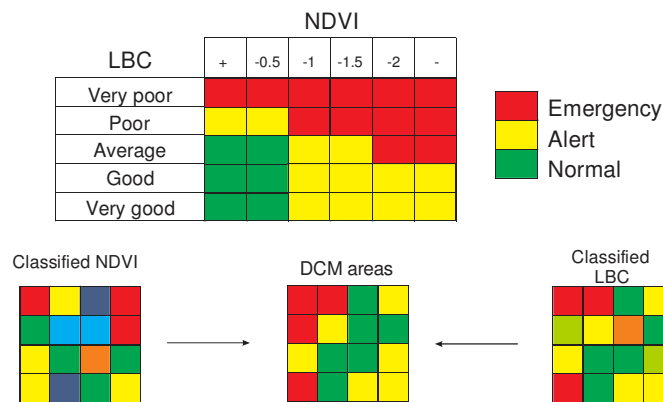 NDVI
LBC + -0.5 -1 -1.5 -2 -
Very poor
Poor
Average
Good
Very good
Emergency
Alert
Normal
Classified NDVI
DCM areas
Classified
LBC